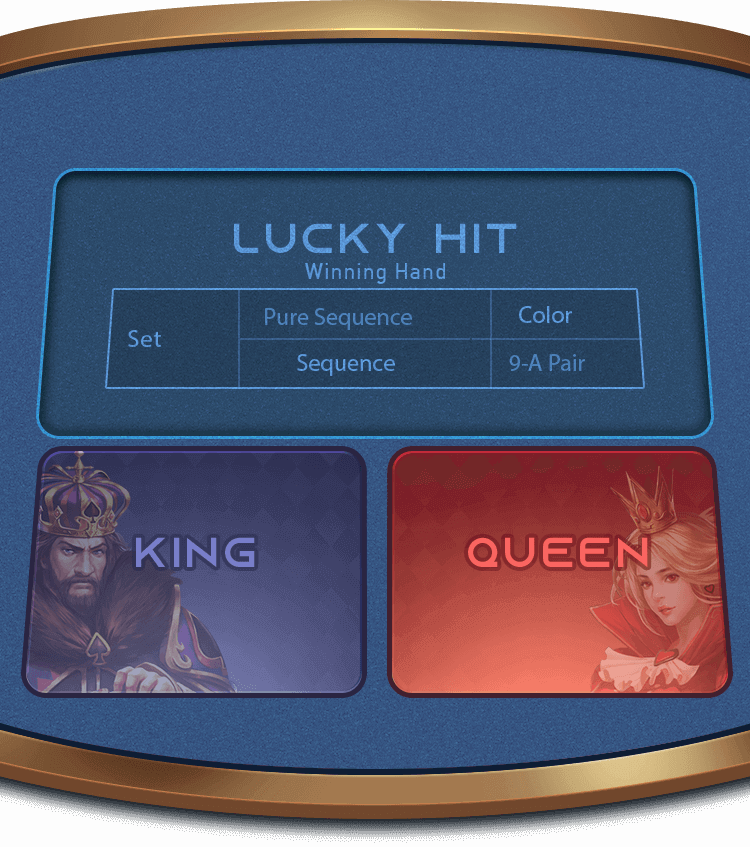 LUCKY HIT
Winning Hand
Set
Pure Sequence
Color
Sequence
9-A Pair
KING
QUEEN